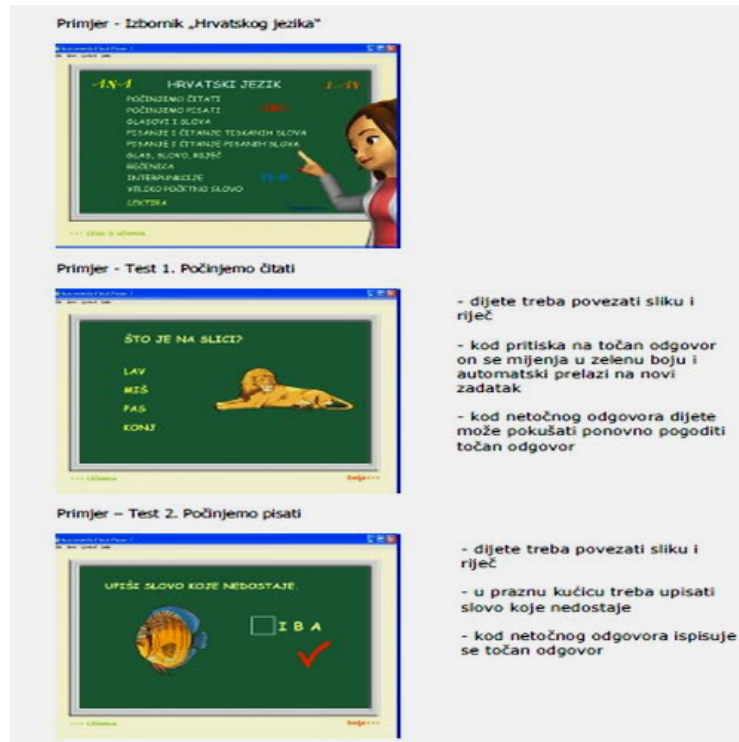 Primjer - Izbornik „Hrvatskog jezika"
ANA HRVATSKI JEZIK
POČINJEMO ČITATI
POČINJEMO PISATI
GLASOVI I SLOVA
PISANJE I ČITANJE TISKANIH SLOVA
PISANJE I ČITANJE PISANIH SLOVA
GLAS, SLOVO, RIJEČ
REČENICA
INTERPUNKCIJE
VELIKO POČETNO SLOVO
LEKTIRA
Primjer - Test 1. Počinjemo čitati
ŠTO JE NA SLICI?
LAV
MIŠ
PAS
KONJ
<<< Učionica
Dalje>>>
- dijete treba povezati sliku i
riječ
- kod pritiska na točan odgovor
on se mijenja u zelenu boju i
automatski prelazi na novi
zadatak
- kod netočnog odgovora dijete
može pokušati ponovno pogoditi
točan odgovor
Primjer – Test 2. Počinjemo pisati
UPIŠI SLOVO KOJE NEDOSTAJE.
I B A
<<< Učionica
Dalje>>>
- dijete treba povezati sliku i
riječ
- u praznu kućicu treba upisati
slovo koje nedostaje
- kod netočnog odgovora ispisuje
se točan odgovor